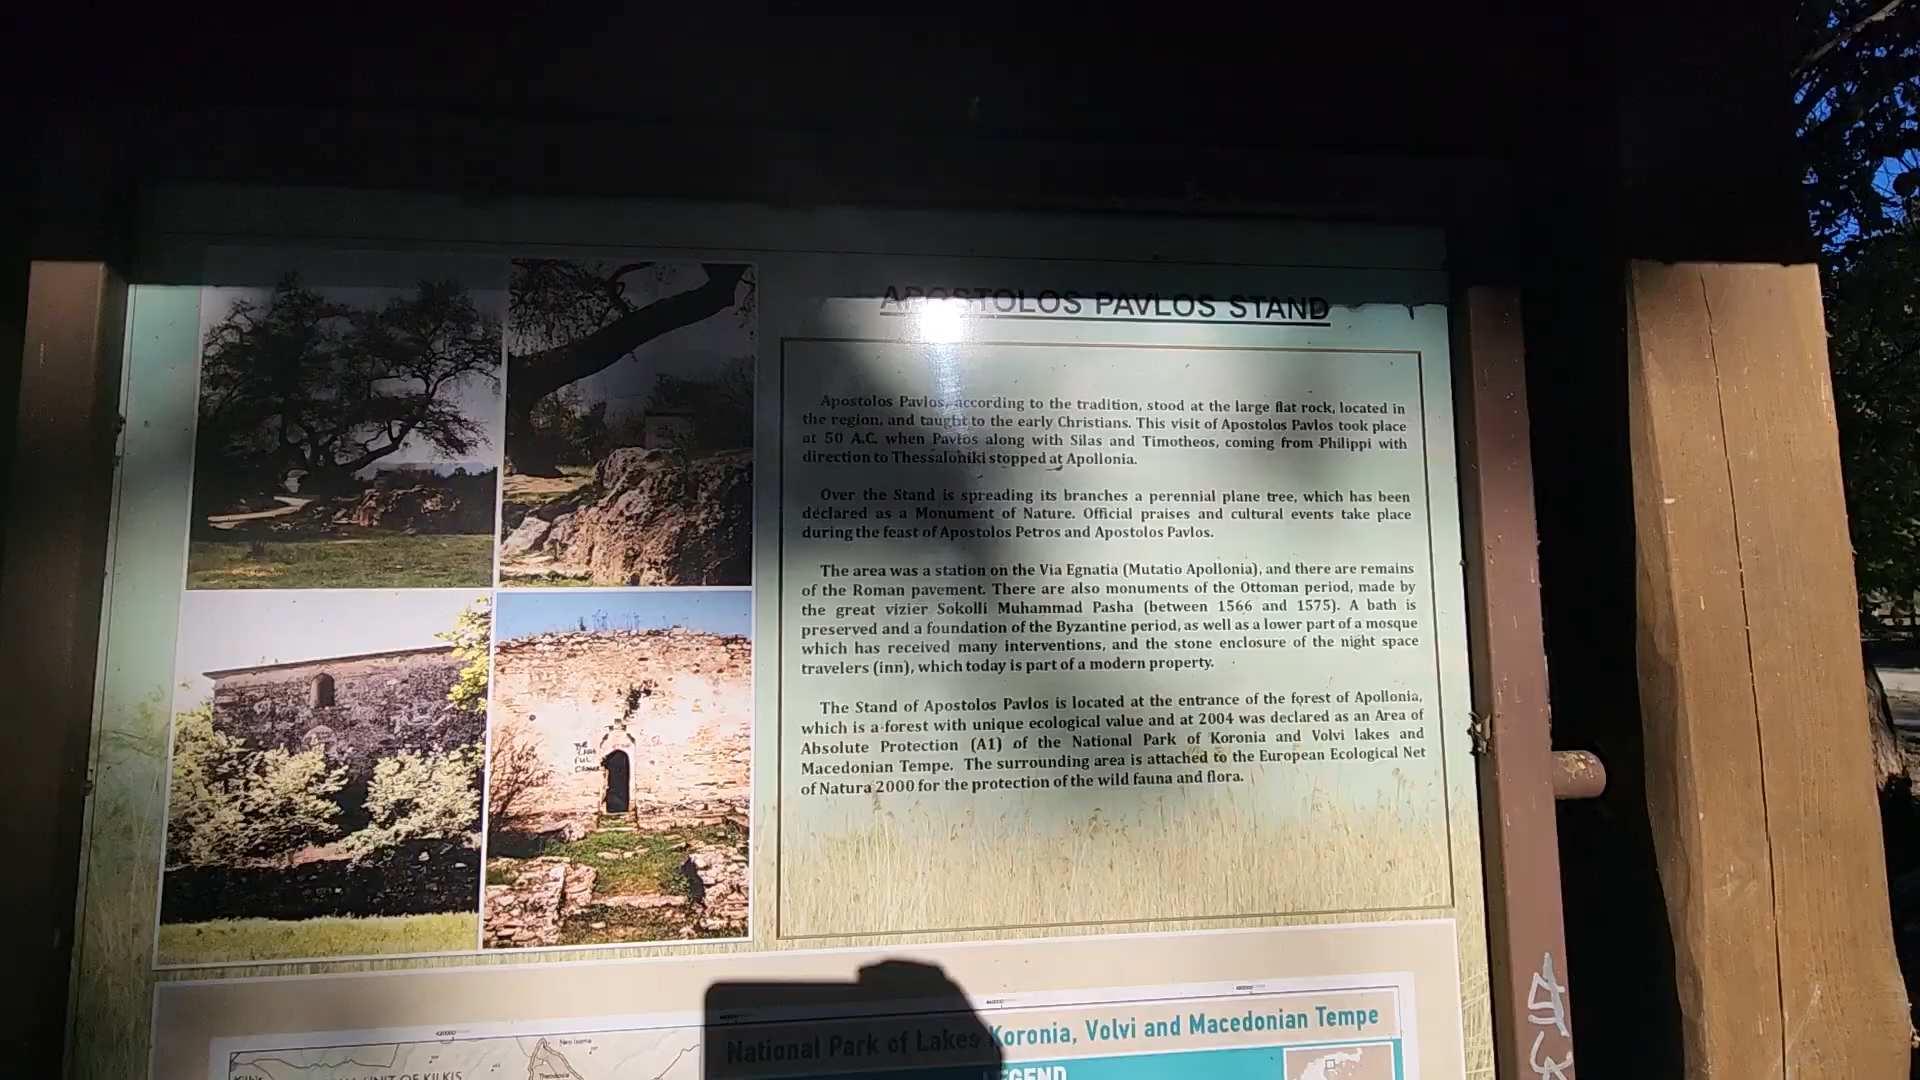 APOSTOLOS PAVLOS STAND
Apostolos Pavlos, according to the tradition, stood at the large flat rock, located in
the region, and taught to the early Christians. This visit of Apostolos Pavlos took place
at 50 A.C. when Pavlos along with Silas and Timotheos, coming from Philippi with
direction to Thessaloniki stopped at Apollonia.
Over the Stand is spreading its branches a perennial plane tree, which has been
declared as a Monument of Nature. Official praises and cultural events take place
during the feast of Apostolos Petros and Apostolos Pavlos.
The area was a station on the Via Egnatia (Mutatio Apollonia), and there are remains
of the Roman pavement. There are also monuments of the Ottoman period, made by
the great vizier Sokolli Muhammad Pasha (between 1566 and 1575). A bath is
preserved and a foundation of the Byzantine period, as well as a lower part of a mosque
which has received many interventions, and the stone enclosure of the night space
travelers (inn), which today is part of a modern property.
The Stand of Apostolos Pavlos is located at the entrance of the forest of Apollonia,
which is a forest with unique ecological value and at 2004 was declared as an Area of
Absolute Protection (A1) of the National Park of Koronia and Volvi lakes and
Macedonian Tempe. The surrounding area is attached to the European Ecological Net
of Natura 2000 for the protection of the wild fauna and flora.
National Park of Lakes Koronia, Volvi and Macedonian Tempe
LEGEND
UNIT OF KILKIS